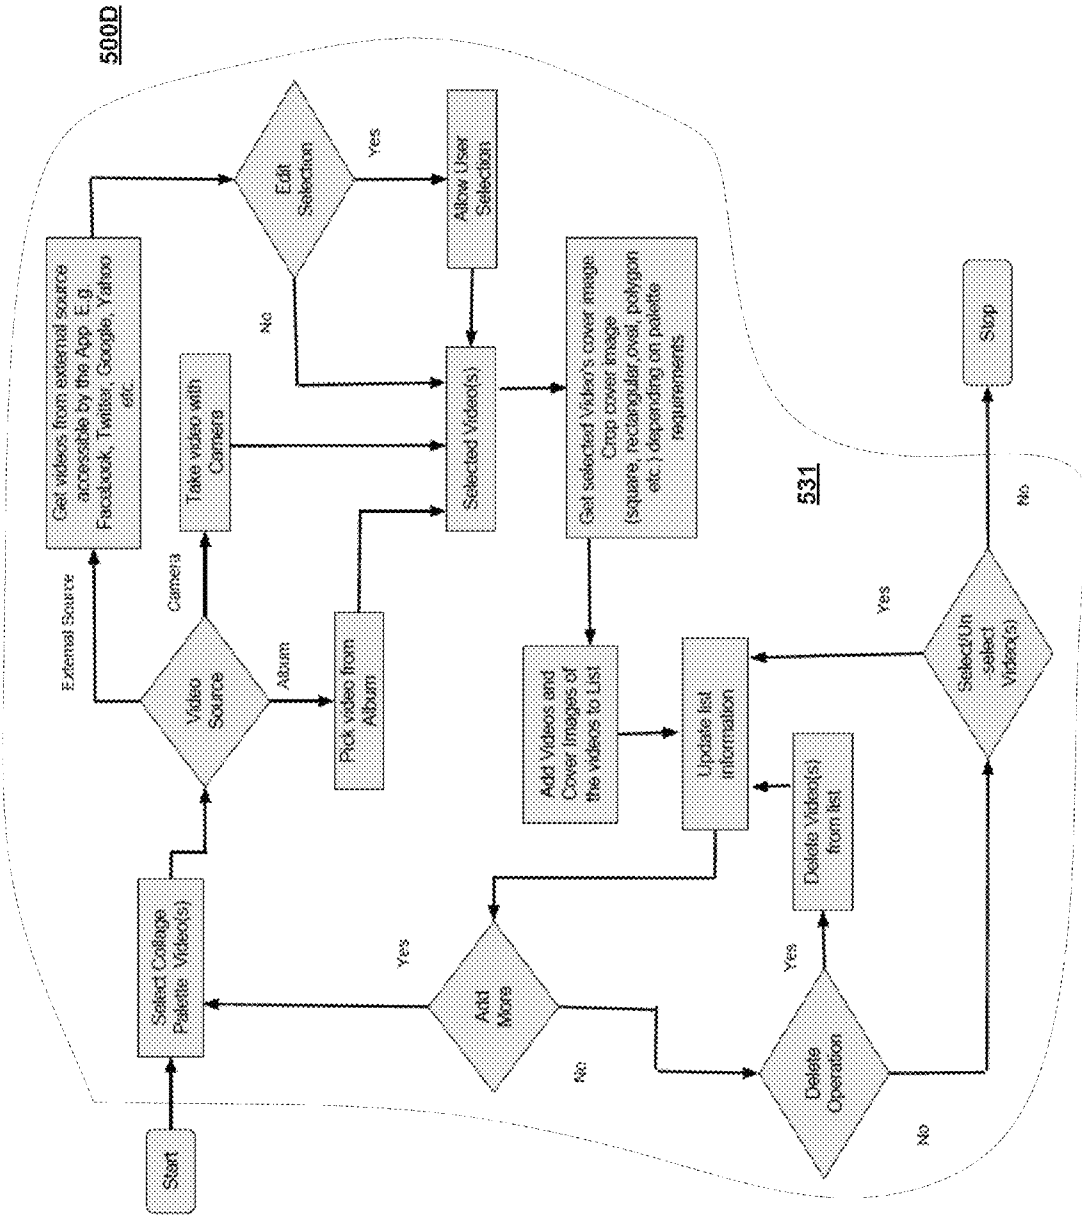 500D
Start
Select Collage
Palette Video(s)
Video
Source
External Source
Get videos from external source
accessible by the App E.g.
Facebook, Twitter, Google, Yahoo
etc.
Camera
Take video with
Camera
Album
Pick video from
Album
Edit
Selection
No
Yes
Allow User
Selection
Selected Video(s)
Get selected Video's cover image
Crop cover image
(square, rectanguler oval, polygon
etc.) depending on palette
requirements
Add Videos and
Cover Images of
the videos to List
Update list
information
Add
More
Yes
No
Delete
Operation
Yes
Delete Video(s)
from list
No
Select/Un
-select
Video(s)
Yes
No
Stop
531